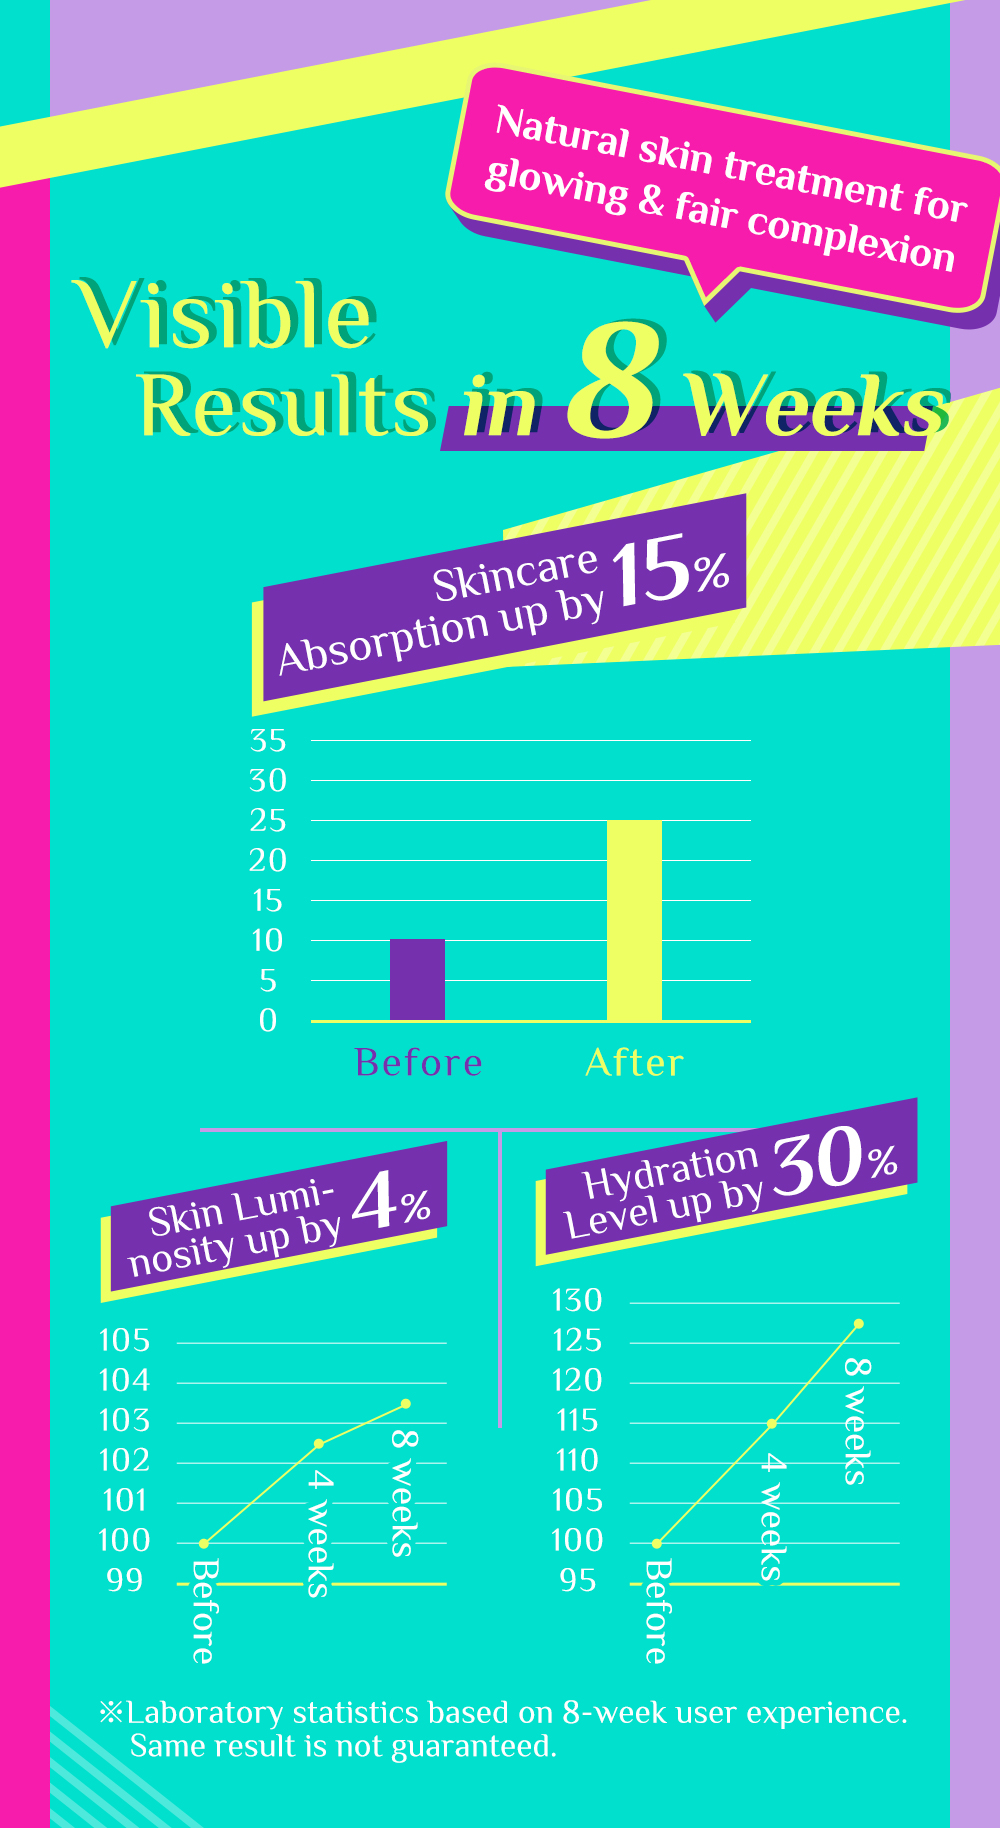 Natural skin treatment for
glowing & fair complexion
Visible
Results in 8 Weeks
Skincare
Absorption up by 15%
35
30
25
20
15
10
5
0
Before
After
Skin Lumi-
nosity up by 4%
105
104
103
102
101
100
99
Before
4 weeks
8 weeks
Hydration
Level up by 30%
130
125
120
115
110
105
100
95
Before
4 weeks
8 weeks
※Laboratory statistics based on 8-week user experience.
Same result is not guaranteed.